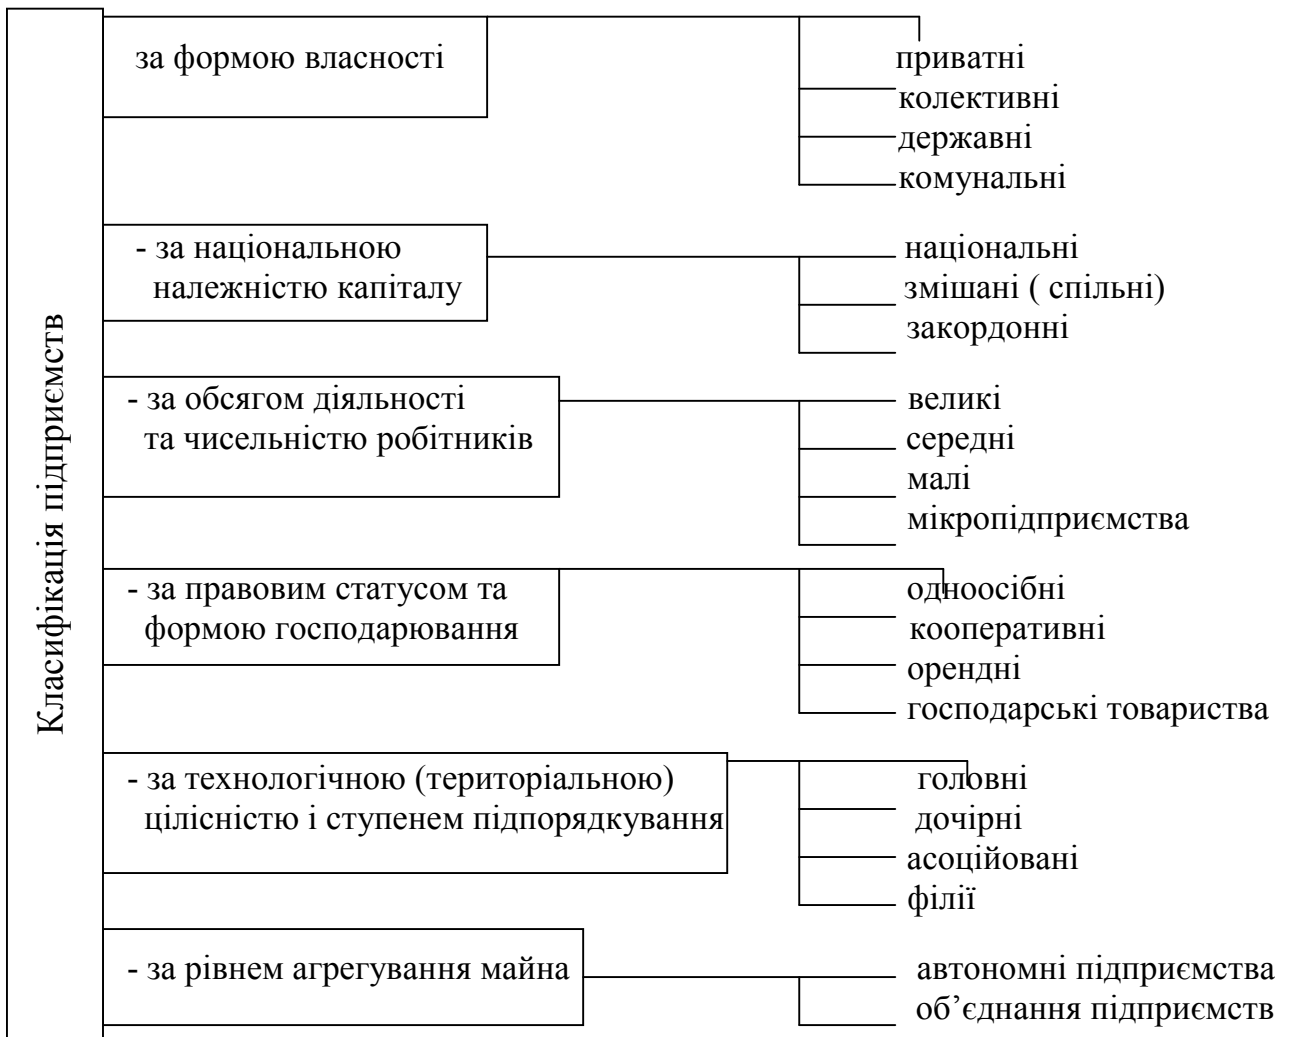 Класифікація підприємств
за формою власності
приватні
колективні
державні
комунальні
- за національною
належністю капіталу
національні
змішані ( спільні)
закордонні
- за обсягом діяльності
та чисельністю робітників
великі
середні
малі
мікропідприємства
- за правовим статусом та
формою господарювання
одноосібні
кооперативні
орендні
господарські товариства
- за технологічною (територіальною)
цілісністю і ступенем підпорядкування
головні
дочірні
асоційовані
філії
- за рівнем агрегування майна
автономні підприємства
об’єднання підприємств